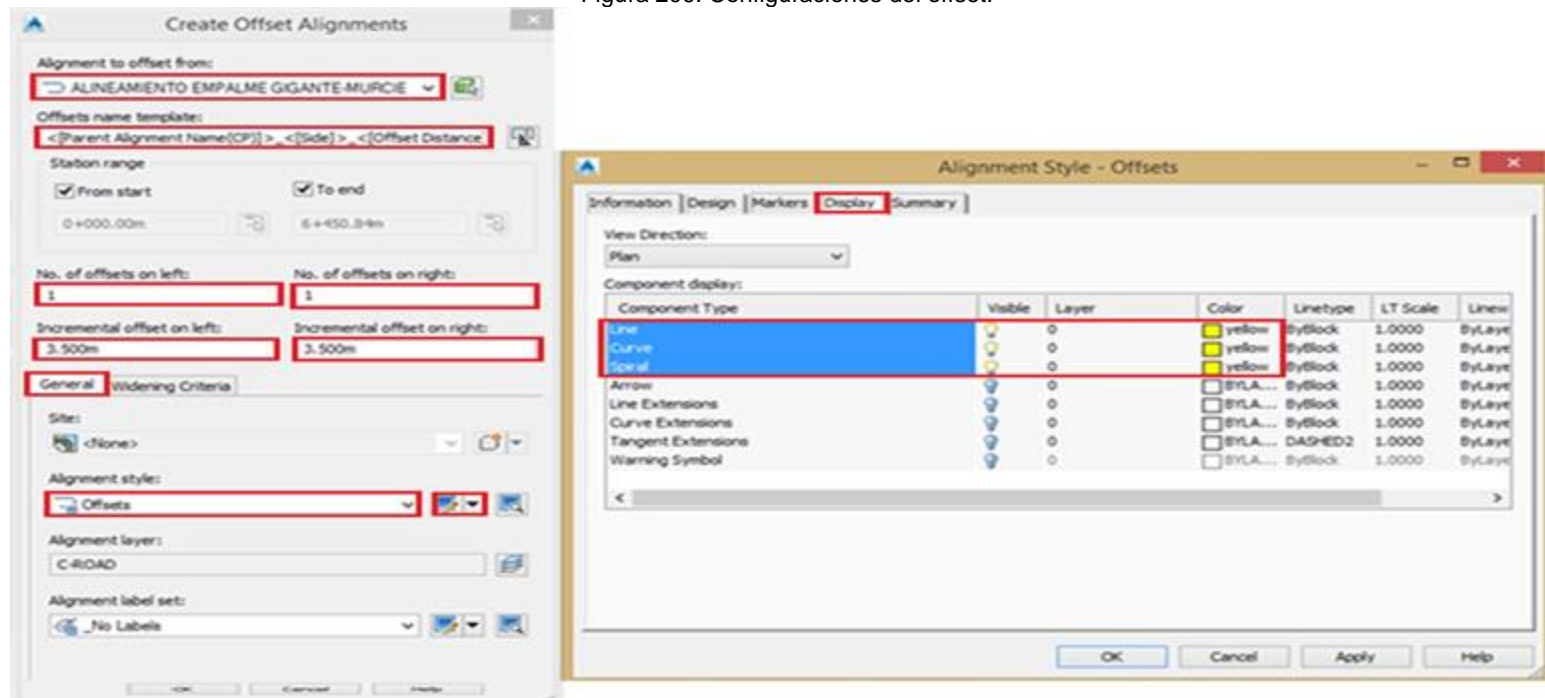 Create Offset Alignments
Alignment to offset from:
ALINEAMIENTO EMPALME GIGANTE-MURCIE
Offsets name template:
<[Parent Alignment Name(CP)]>_<[Side]>_<[Offset Distance
Station range
From start
To end
0+000.00m
6+450.84m
No. of offsets on left:
No. of offsets on right:
1
1
Incremental offset on left:
Incremental offset on right:
3.500m
3.500m
General
Widening Criteria
Site:
<None>
Alignment style:
Offsets
Alignment layer:
C-ROAD
Alignment label set:
_No Labels
OK
Cancel
Help
Alignment Style - Offsets
Information
Design
Markers
Display
Summary
View Direction:
Plan
Component display:
Component Type Visible Layer Color Linetype LT Scale Linew
Line 0 yellow ByBlock 1.0000 ByLaye
Curve 0 yellow ByBlock 1.0000 ByLaye
Spiral 0 yellow ByBlock 1.0000 ByLaye
Arrow 0 BYLA... ByBlock 1.0000 ByLaye
Line Extensions 0 BYLA... ByBlock 1.0000 ByLaye
Curve Extensions 0 BYLA... ByBlock 1.0000 ByLaye
Tangent Extensions 0 BYLA... DASHED2 1.0000 ByLaye
Warning Symbol 0 BYLA... ByBlock 1.0000 ByLaye
OK
Cancel
Apply
Help